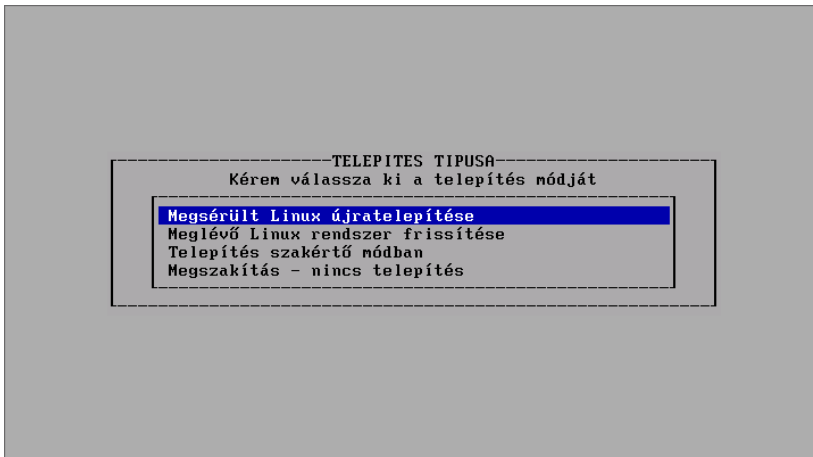 TELEPITES TIPUSA
Kérem válassza ki a telepítés módját
Megsérült Linux újratelepítése
Meglévő Linux rendszer frissítése
Telepítés szakértő módban
Megszakítás - nincs telepítés